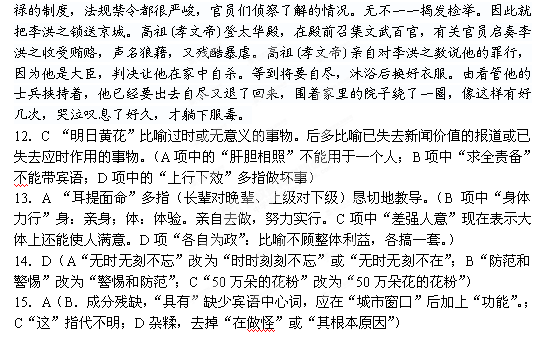 禄的制度，法规禁令都很严峻，官员们侦察了解的情况。无不一一揭发检举。因此就
把李洪之锁送京城。高祖(孝文帝)登太华殿，在殿前召集文武百官，有关官员启奏李
洪之收受贿赂，声名狼藉，又残酷暴虐。高祖(孝文帝)亲自对李洪之数说他的罪行，
因为他是大臣，判决让他在家中自杀。等到将要自尽，沐浴后换好衣服。由看管他的
士兵挟持着，他已经要出去自尽又退了回来，围着家里的院子绕了一圈，像这样有好
几次，哭泣叹息了好久，才躺下服毒。
12. C “明日黄花”比喻过时或无意义的事物。后多比喻已失去新闻价值的报道或已
失去应时作用的事物。（A 项中的“肝胆相照”不能用于一个人；B 项中“求全责备”
不能带宾语；D 项中的“上行下效”多指做坏事）
13. A “耳提面命”多指（长辈对晚辈、上级对下级）恳切地教导。（B 项中“身体
力行”身：亲身；体：体验。亲自去做，努力实行。C 项中“差强人意”现在表示大
体上还能使人满意。D 项“各自为政”：比喻不顾整体利益，各搞一套。）
14. D（A“无时无刻不忘”改为“时时刻刻不忘”或“无时无刻不在”；B“防范和
警惕”改为“警惕和防范”；C“50 万朵的花粉”改为“50 万朵花的花粉”）
15. A（B．成分残缺，“具有”缺少宾语中心词，应在“城市窗口”后加上“功能”。；
C“这”指代不明；D 杂糅，去掉“在做怪”或“其根本原因”）